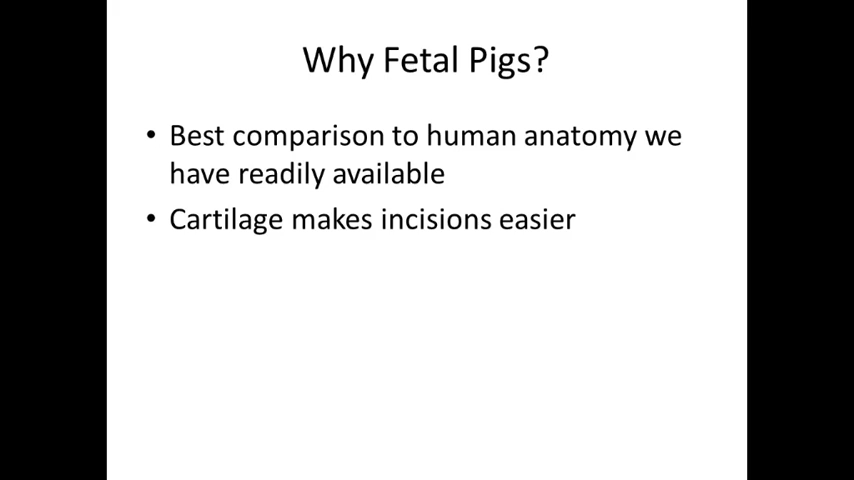 Why Fetal Pigs?
• Best comparison to human anatomy we
have readily available
• Cartilage makes incisions easier